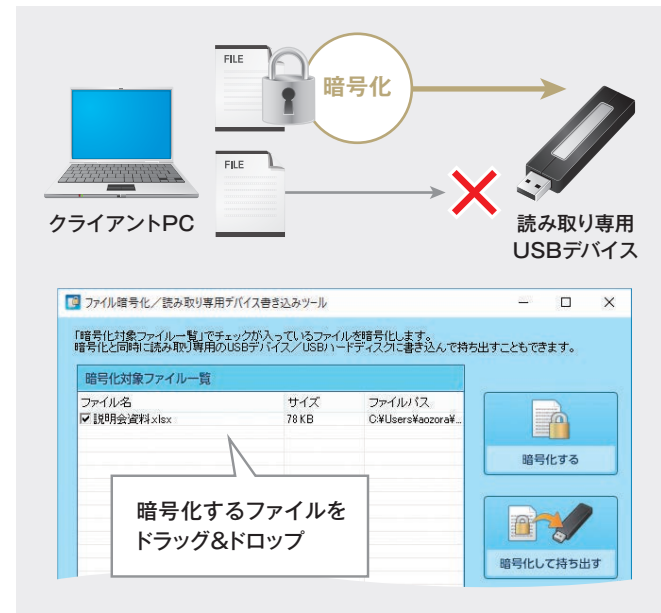 FILE
暗号化
FILE
クライアントPC
読み取り専用
USBデバイス
ファイル暗号化／読み取り専用デバイス書き込みツール
「暗号化対象ファイル一覧」でチェックが入っているファイルを暗号化します。
暗号化と同時に読み取り専用のUSBデバイス／USBハードディスクに書き込んで持ち出すこともできます。
暗号化対象ファイル一覧
ファイル名 サイズ ファイルパス
説明会資料.xlsx 78 KB C:¥Users¥aozora¥...
暗号化する
暗号化するファイルを
ドラッグ&ドロップ
暗号化して持ち出す